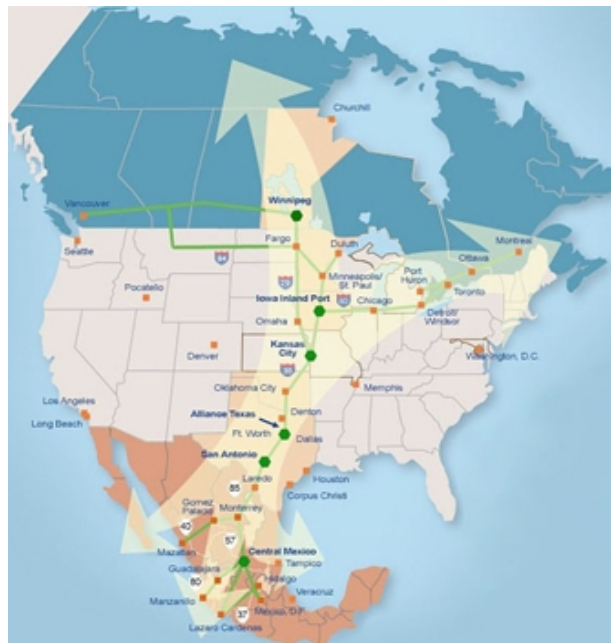 Churchill
Vancouver
Winnipeg
Seattle
Fargo
Duluth
94
Montreal
Ottawa
Port
Huron
Minneapolis/
St. Paul
29
Toronto
Pocatello
Iowa Inland Port
Chicago
Detroit/
Windsor
Omaha
Kansas
City
Denver
Washington, D.C.
35
Oklahoma City
Memphis
Los Angeles
Long Beach
Alliance Texas
Denton
Ft. Worth
Dallas
San Antonio
Houston
Laredo
Corpus Christi
85
Gomez
Palacio
Monterrey
40
57
Mazatlan
Central Mexico
Guadalajara
Tampico
80
Hidalgo
Manzanillo
Veracruz
Mexico, D.F.
37
Lazaro Cardenas